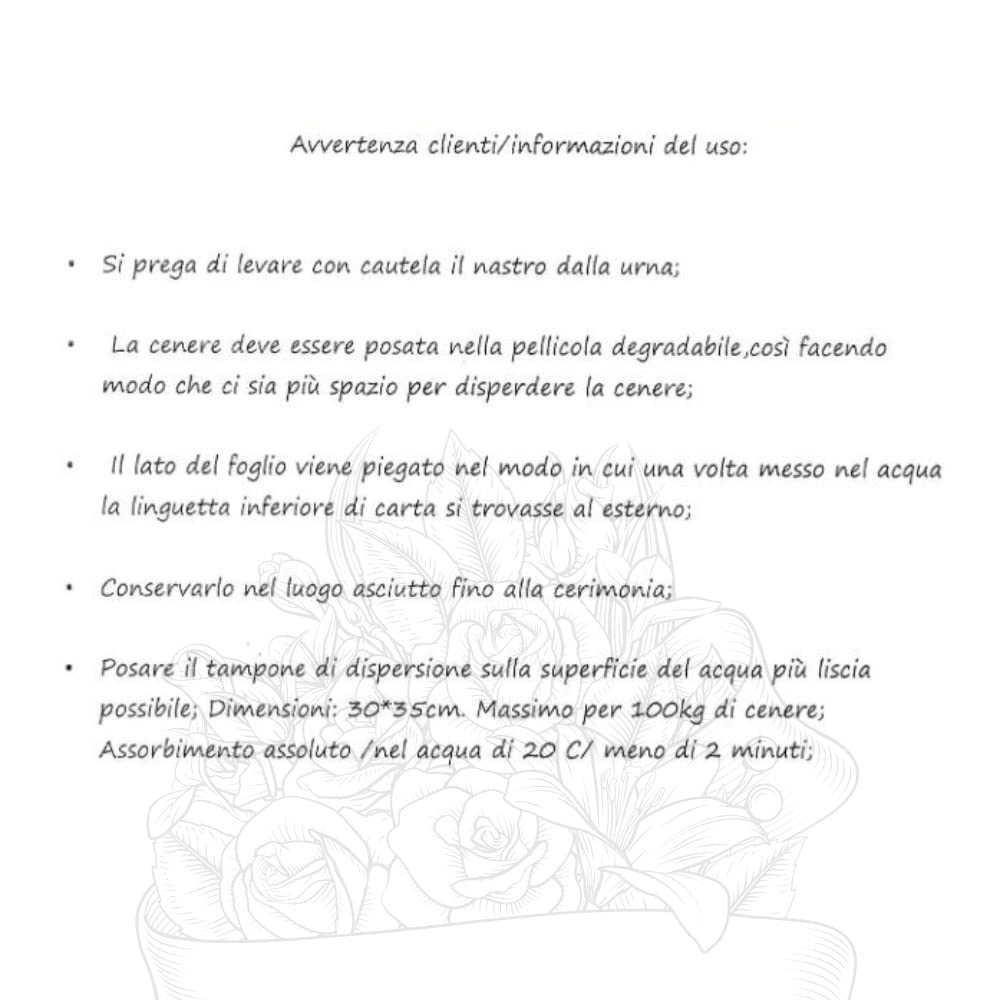 Avvertenza clienti/informazioni del uso:
• Si prega di levare con cautela il nastro dalla urna;
• La cenere deve essere posata nella pellicola degradabile,così facendo
modo che ci sia più spazio per disperdere la cenere;
• Il lato del foglio viene piegato nel modo in cui una volta messo nel acqua
la linguetta inferiore di carta si trovasse al esterno;
• Conservarlo nel luogo asciutto fino alla cerimonia;
• Posare il tampone di dispersione sulla superficie del acqua più liscia
possibile; Dimensioni: 30*35cm. Massimo per 100kg di cenere;
Assorbimento assoluto /nel acqua di 20 C/ meno di 2 minuti;